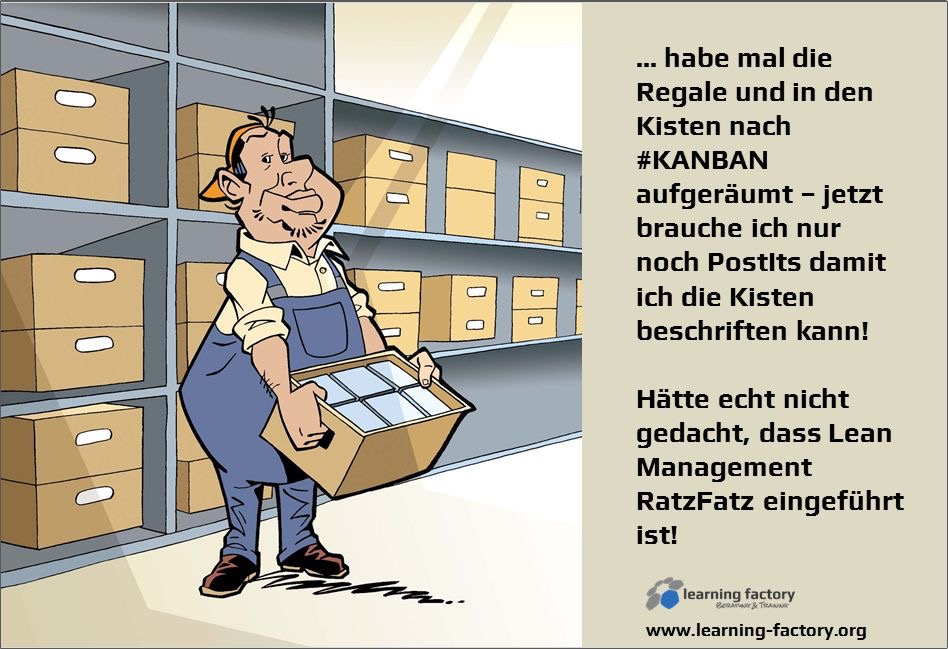 ... habe mal die
Regale und in den
Kisten nach
#KANBAN
aufgeräumt – jetzt
brauche ich nur
noch PostIts damit
ich die Kisten
beschriften kann!
Hätte echt nicht
gedacht, dass Lean
Management
RatzFatz eingeführt
ist!
learning factory
BERATUNG & TRAINING
www.learning-factory.org